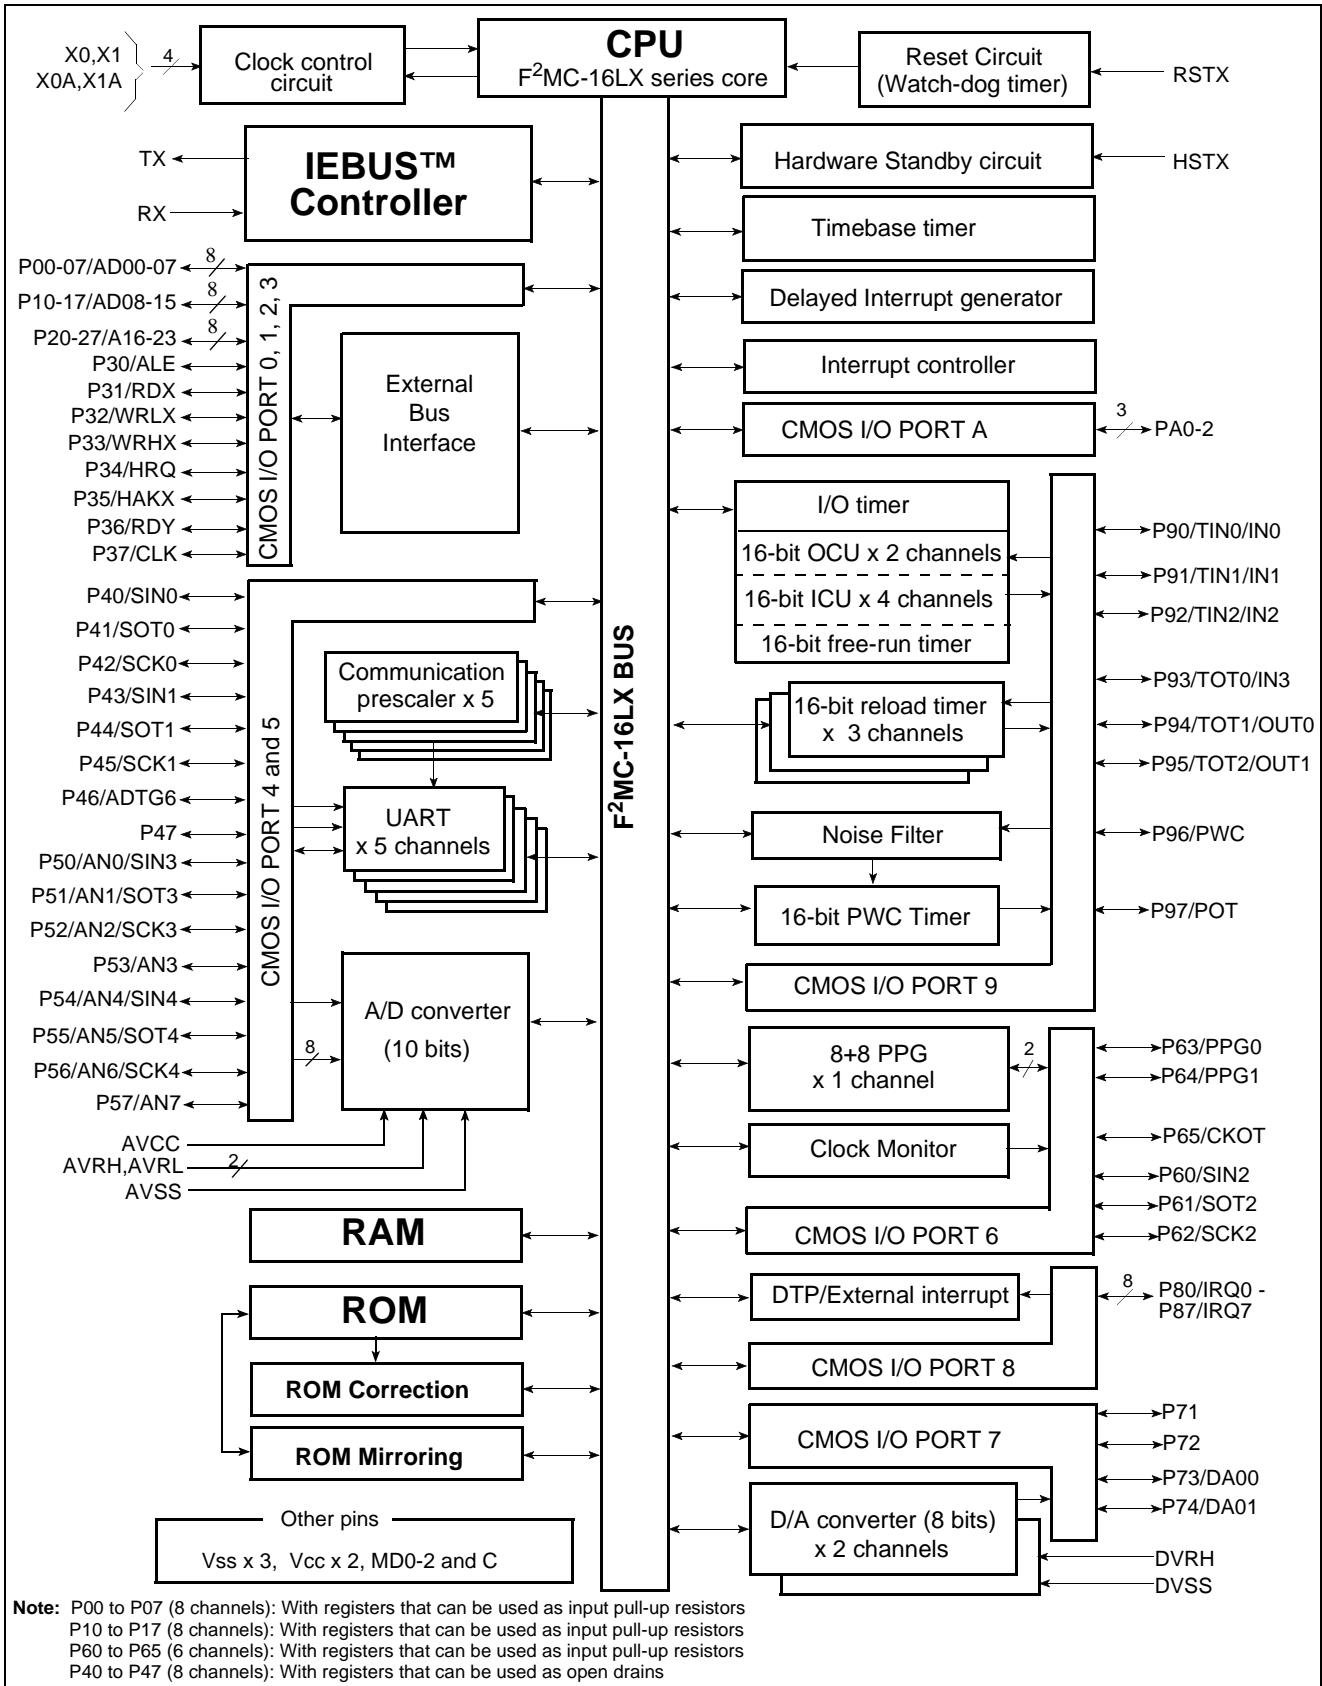 X0,X1
X0A,X1A
4
Clock control
circuit
CPU
F²MC-16LX series core
Reset Circuit
(Watch-dog timer)
RSTX
TX
RX
IEBUS™
Controller
Hardware Standby circuit
HSTX
Timebase timer
Delayed Interrupt generator
Interrupt controller
CMOS I/O PORT A
3
PA0-2
P00-07/AD00-07
8
P10-17/AD08-15
8
P20-27/A16-23
8
P30/ALE
P31/RDX
P32/WRLX
P33/WRHX
P34/HRQ
P35/HAKX
P36/RDY
P37/CLK
CMOS I/O PORT 0, 1, 2, 3
External
Bus
Interface
F²MC-16LX BUS
I/O timer
16-bit OCU x 2 channels
16-bit ICU x 4 channels
16-bit free-run timer
16-bit reload timer
x 3 channels
Noise Filter
16-bit PWC Timer
CMOS I/O PORT 9
P90/TIN0/IN0
P91/TIN1/IN1
P92/TIN2/IN2
P93/TOT0/IN3
P94/TOT1/OUT0
P95/TOT2/OUT1
P96/PWC
P97/POT
P40/SIN0
P41/SOT0
P42/SCK0
P43/SIN1
P44/SOT1
P45/SCK1
P46/ADTG6
P47
P50/AN0/SIN3
P51/AN1/SOT3
P52/AN2/SCK3
P53/AN3
P54/AN4/SIN4
P55/AN5/SOT4
P56/AN6/SCK4
P57/AN7
CMOS I/O PORT 4 and 5
Communication
prescaler x 5
UART
x 5 channels
A/D converter
(10 bits)
8
AVCC
AVRH,AVRL
2
AVSS
8+8 PPG
x 1 channel
2
Clock Monitor
CMOS I/O PORT 6
P63/PPG0
P64/PPG1
P65/CKOT
P60/SIN2
P61/SOT2
P62/SCK2
RAM
ROM
ROM Correction
ROM Mirroring
DTP/External interrupt
CMOS I/O PORT 8
8
P80/IRQ0 -
P87/IRQ7
CMOS I/O PORT 7
P71
P72
P73/DA00
P74/DA01
D/A converter (8 bits)
x 2 channels
DVRH
DVSS
Other pins
Vss x 3, Vcc x 2, MD0-2 and C
Note: P00 to P07 (8 channels): With registers that can be used as input pull-up resistors
P10 to P17 (8 channels): With registers that can be used as input pull-up resistors
P60 to P65 (6 channels): With registers that can be used as input pull-up resistors
P40 to P47 (8 channels): With registers that can be used as open drains